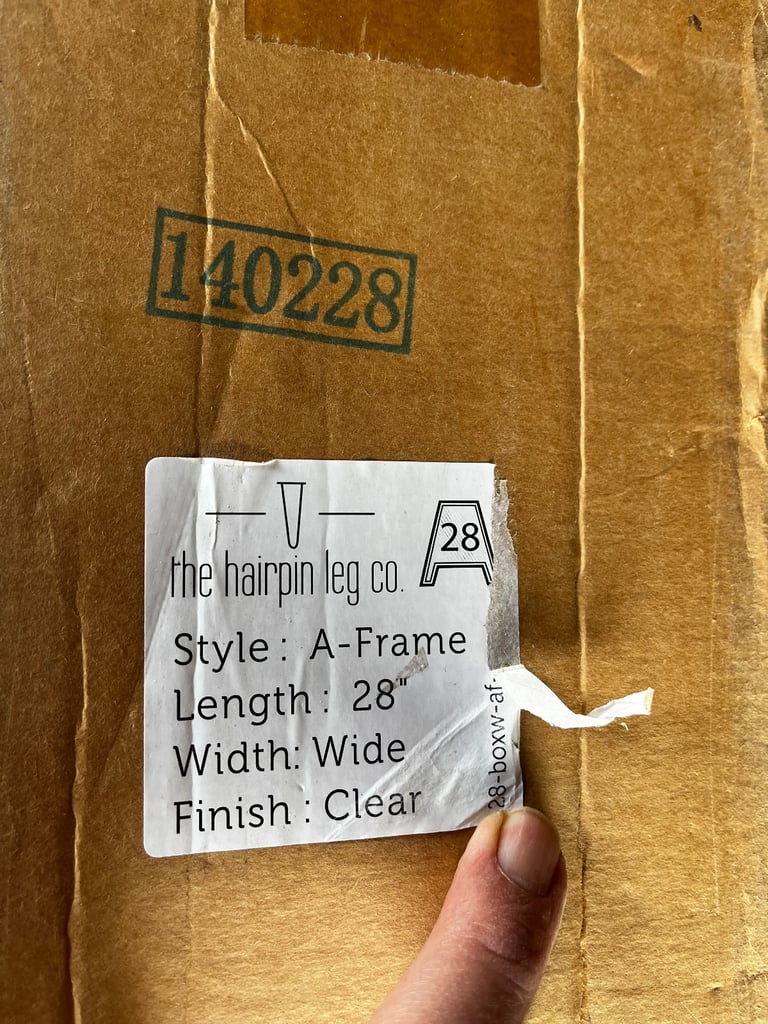 140228
the hairpin leg co.
28
Style : A-Frame
Length : 28"
Width: Wide
Finish : Clear
28-boxw-af-